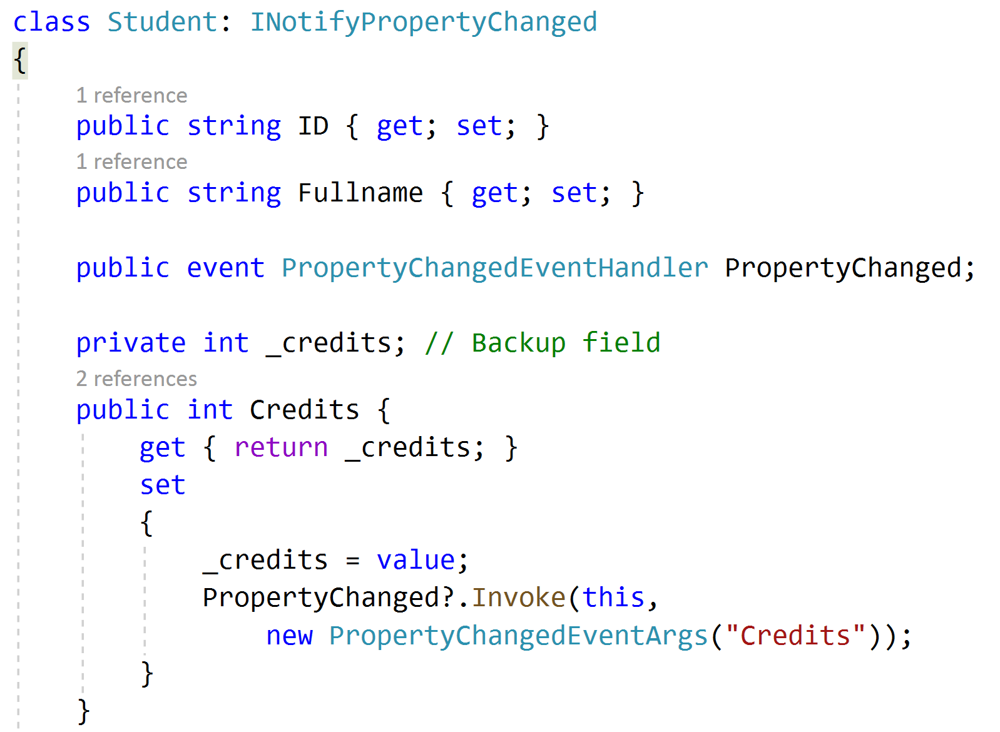 class Student: INotifyPropertyChanged
{
1 reference
public string ID { get; set; }
1 reference
public string Fullname { get; set; }
public event PropertyChangedEventHandler PropertyChanged;
private int _credits; // Backup field
2 references
public int Credits {
get { return _credits; }
set
{
_credits = value;
PropertyChanged?.Invoke(this,
new PropertyChangedEventArgs("Credits"));
}
}